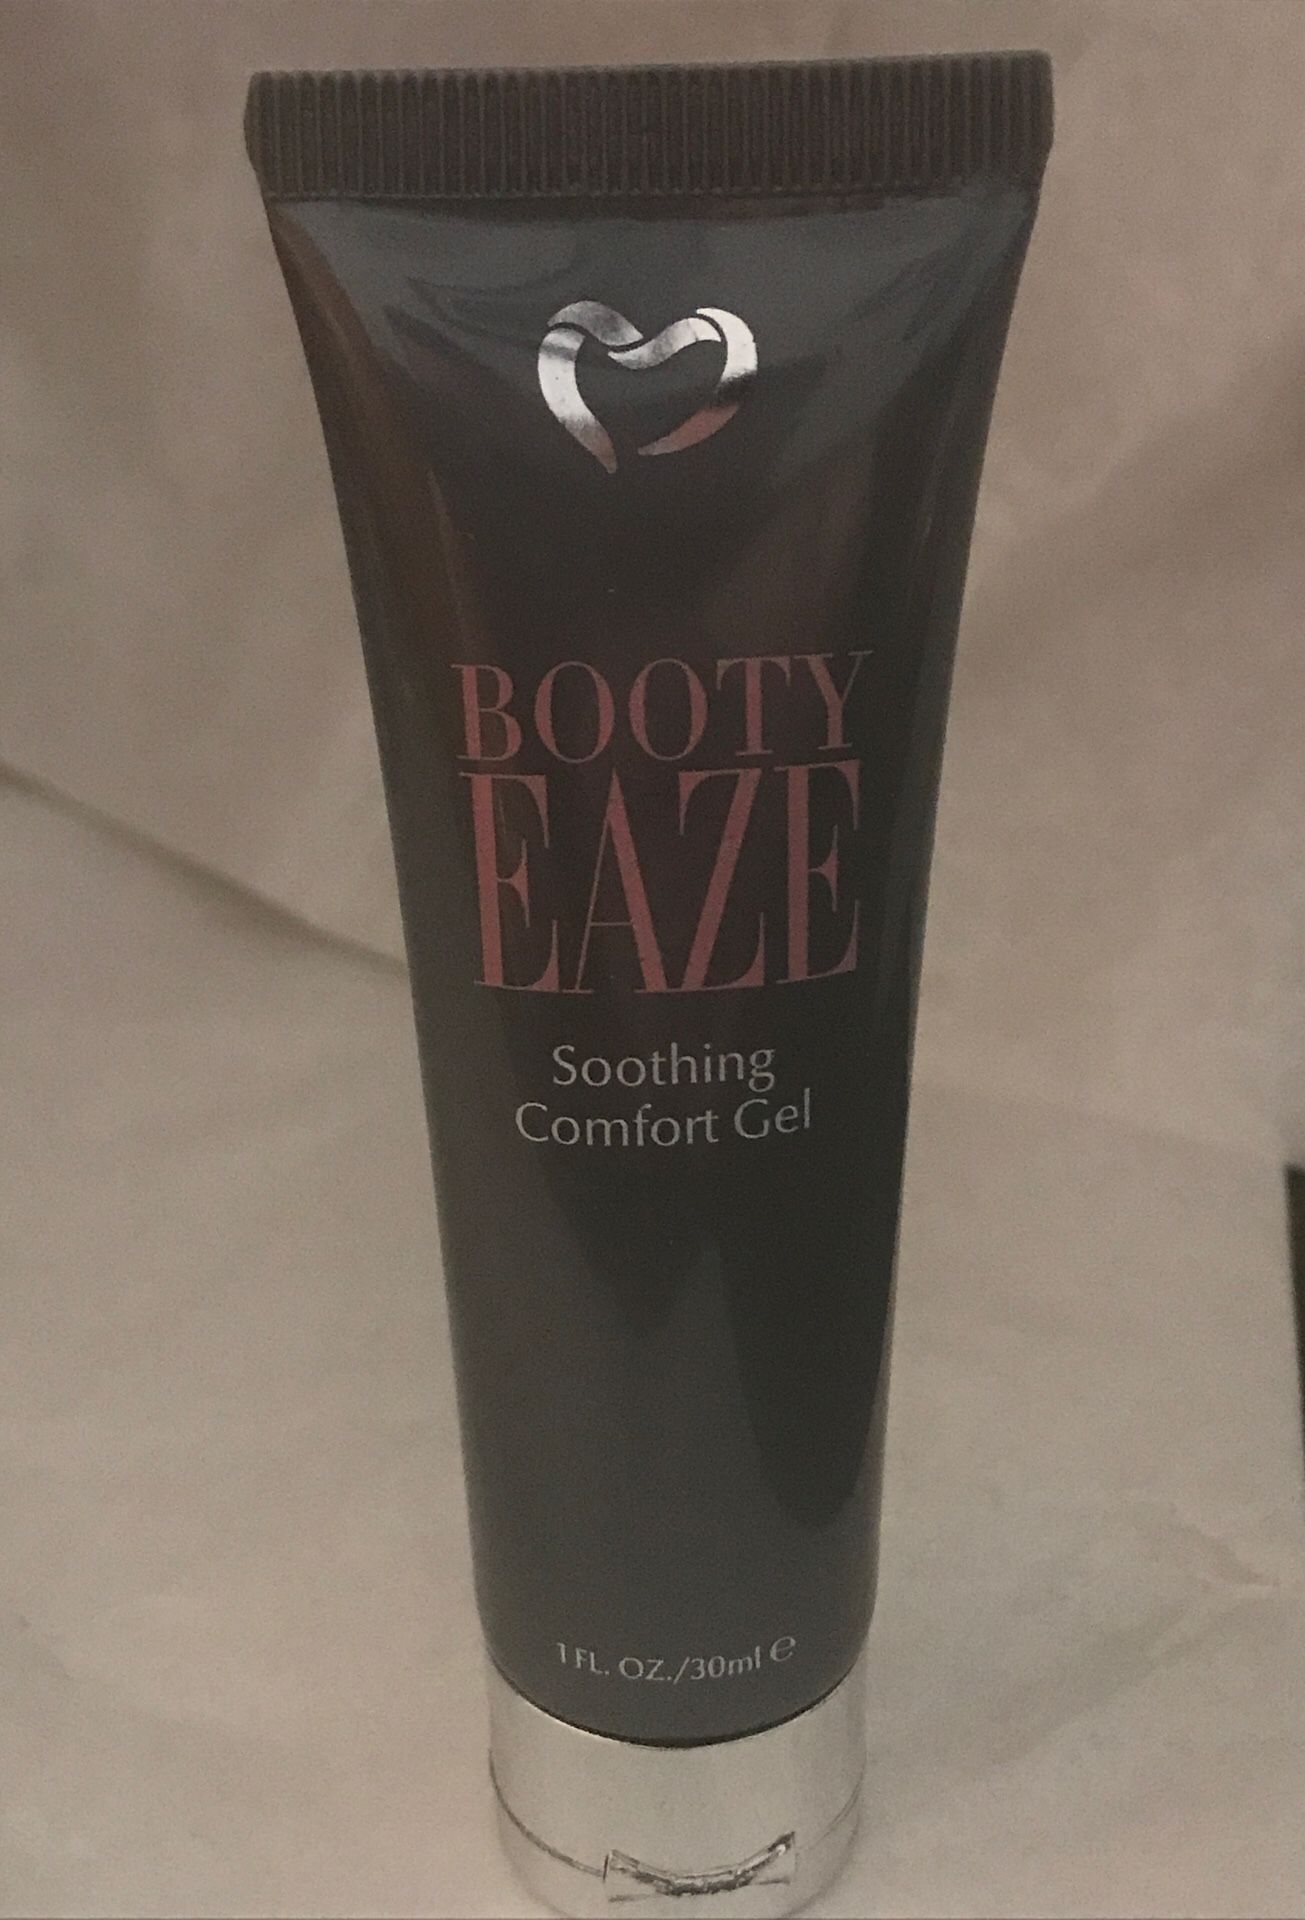 BOOTY
EAZE
Soothing
Comfort Gel
1 FL. OZ./30ml ℮